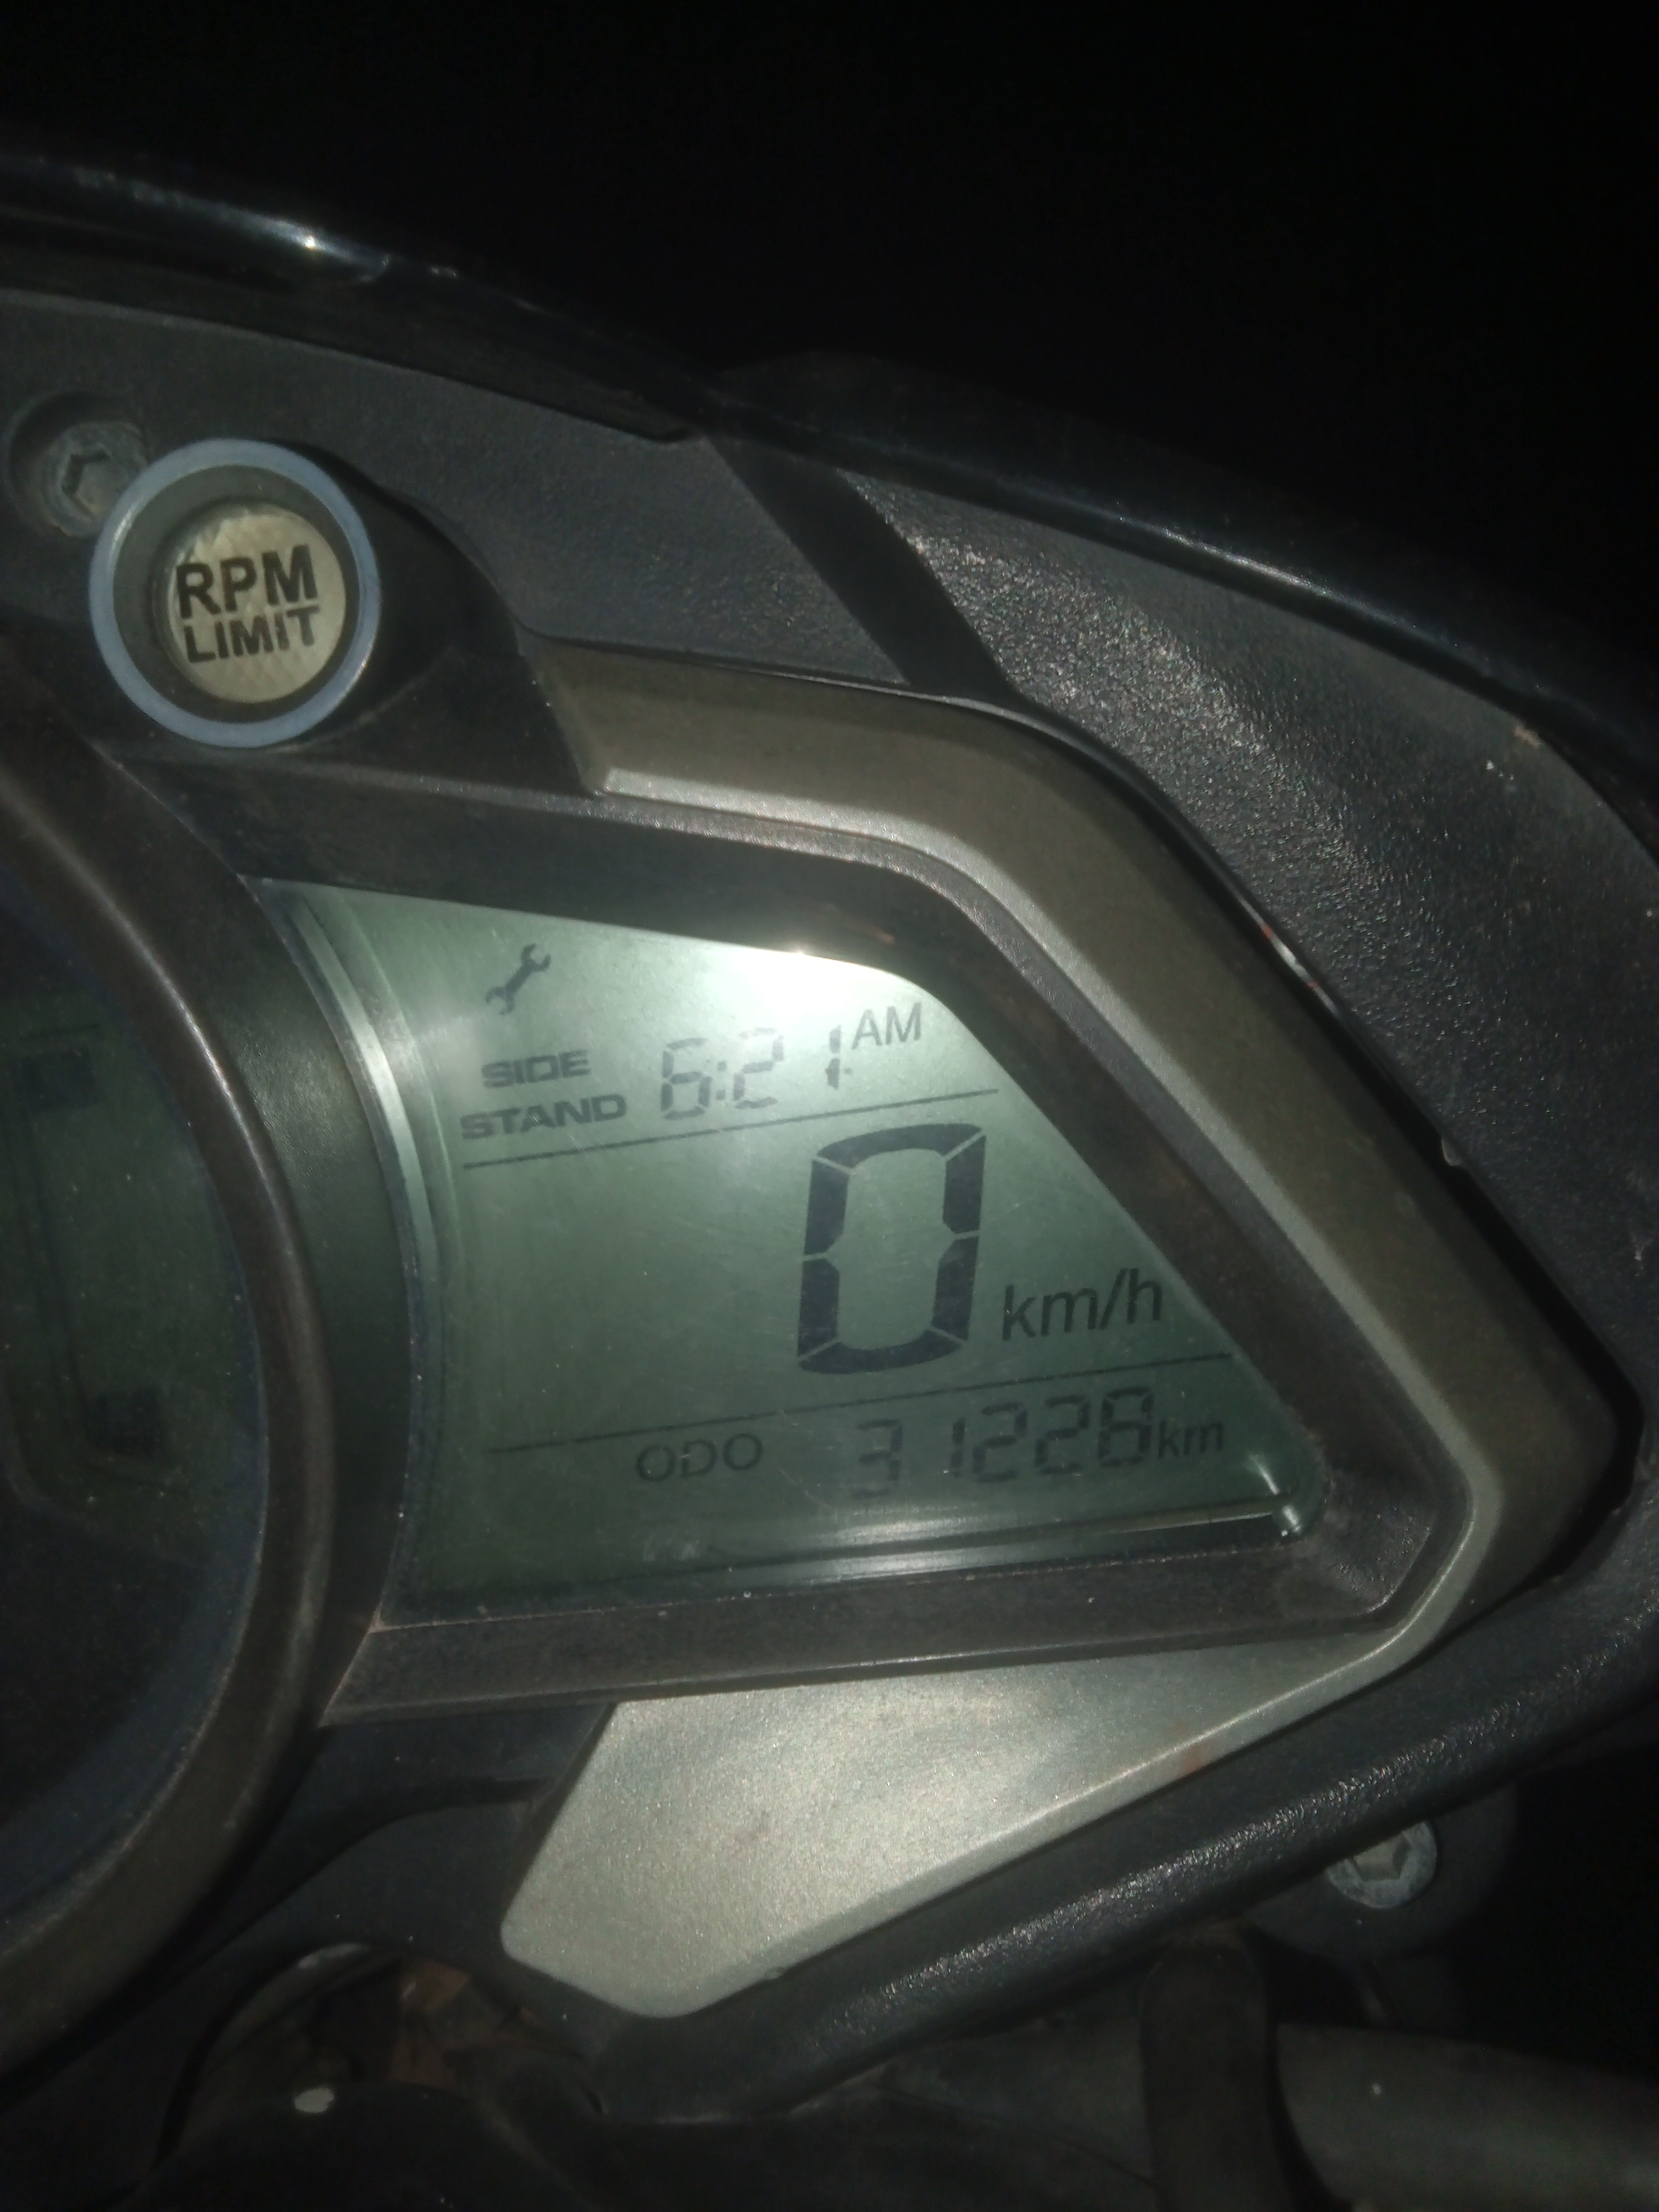 RPM
LIMIT
SIDE
STAND
6:21 AM
0 km/h
ODO 31228 km